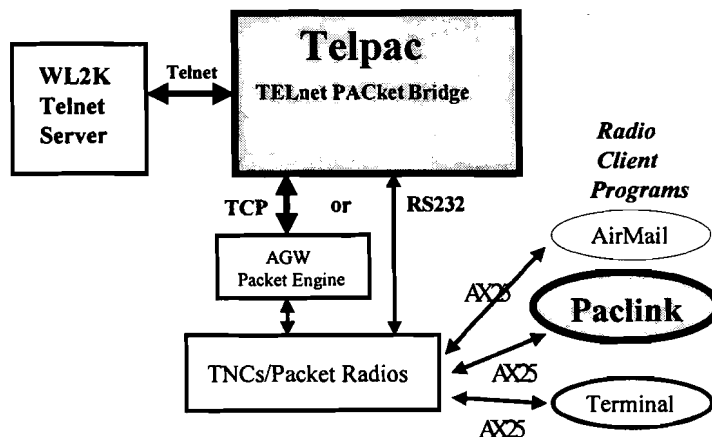 Telpac
TELnet PACket Bridge
WL2K
Telnet
Server
Telnet
Radio
Client
Programs
TCP or RS232
AirMail
AGW
Packet Engine
AX25
Paclink
TNCs/Packet Radios
AX25
Terminal
AX25